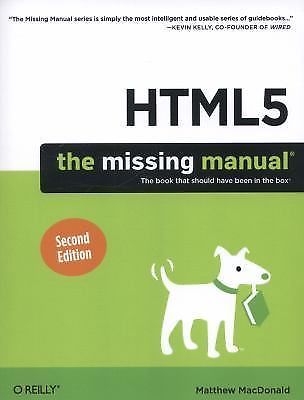 "The Missing Manual series is simply the most intelligent and usable series of guidebooks..."
—KEVIN KELLY, CO-FOUNDER OF WIRED
HTML5
the missing manual®
The book that should have been in the box®
Second
Edition
O'REILLY®
Matthew MacDonald